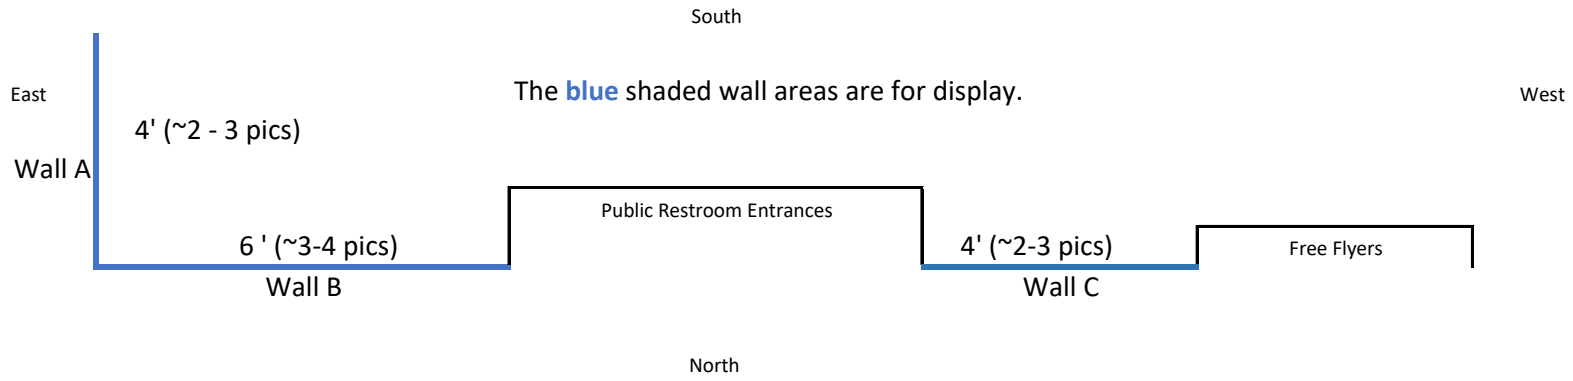 South
East
The blue shaded wall areas are for display.
West
4' (~2 - 3 pics)
Wall A
Public Restroom Entrances
6 ' (~3-4 pics)
4' (~2-3 pics)
Free Flyers
Wall B
Wall C
North